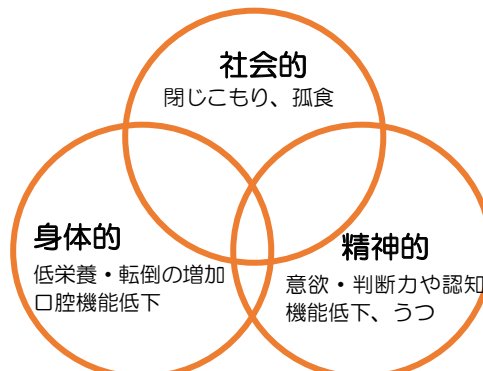 社会的
閉じこもり、孤食
身体的
低栄養・転倒の増加
口腔機能低下
精神的
意欲・判断力や認知
機能低下、うつ